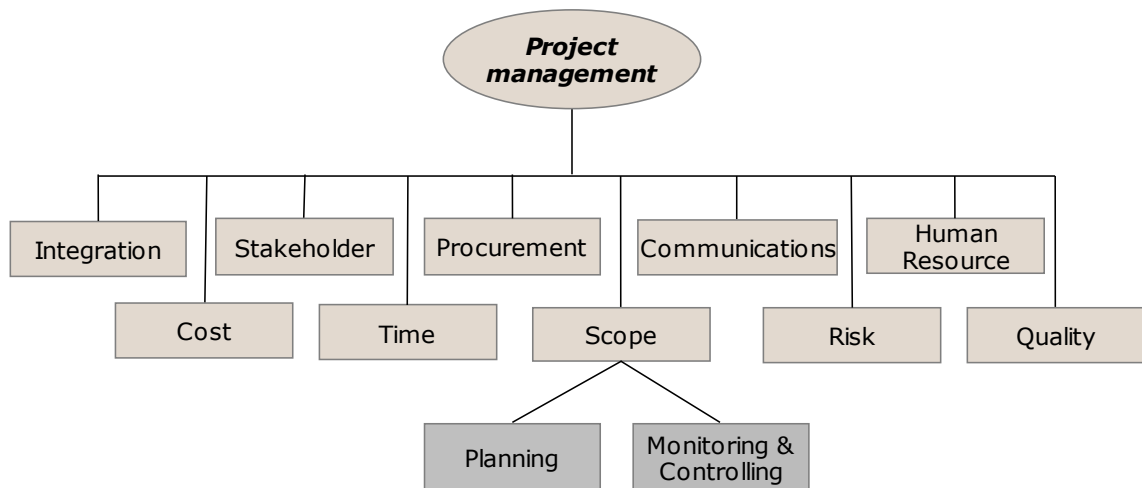 Project
management
Integration
Stakeholder
Procurement
Communications
Human
Resource
Cost
Time
Scope
Risk
Quality
Planning
Monitoring &
Controlling